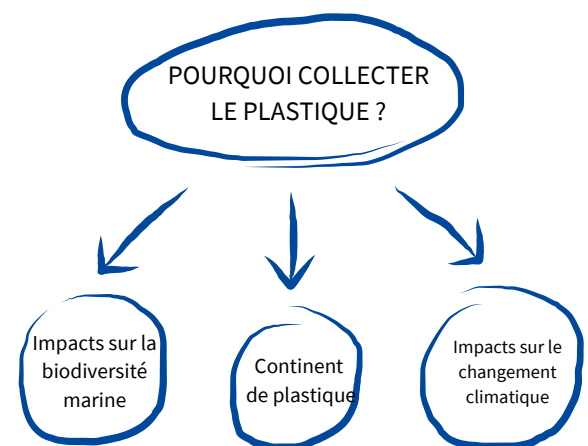 POURQUOI COLLECTER
LE PLASTIQUE ?
Impacts sur la
biodiversité
marine
Continent
de plastique
Impacts sur le
changement
climatique